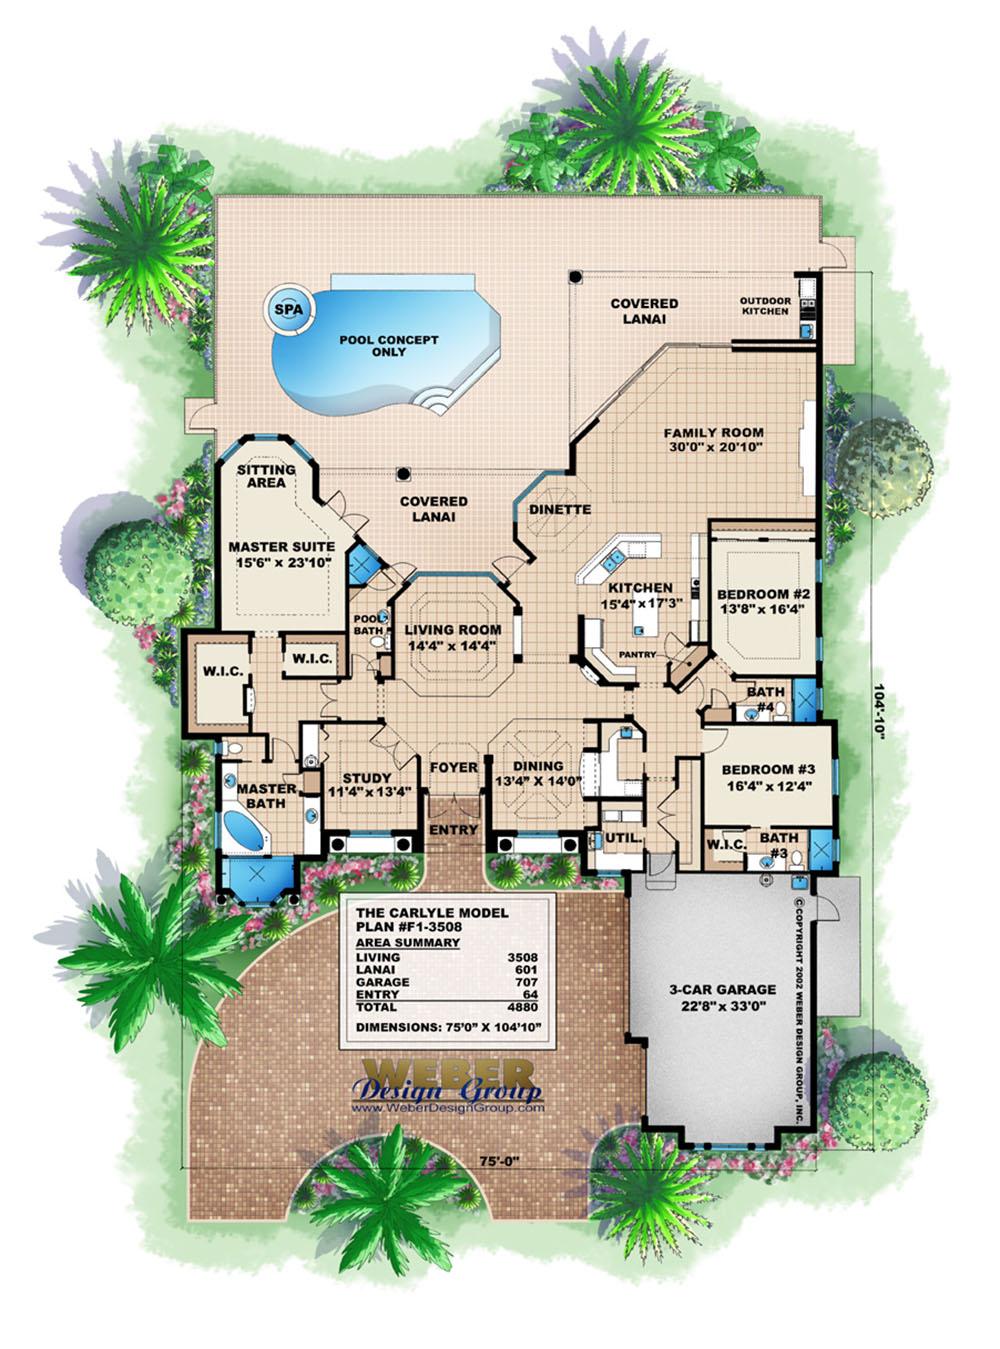 COVERED
LANAI
OUTDOOR
KITCHEN
SPA
POOL CONCEPT
ONLY
FAMILY ROOM
30'0" x 20'10"
SITTING
AREA
COVERED
LANAI
DINETTE
MASTER SUITE
15'6" x 23'10"
KITCHEN
15'4" x 17'3"
BEDROOM #2
13'8" x 16'4"
POOL
BATH
LIVING ROOM
14'4" x 14'4"
PANTRY
W.I.C.
W.I.C.
BATH
#4
104'-10"
FOYER
DINING
13'4" X 14'0"
STUDY
11'4" x 13'4"
BEDROOM #3
16'4" x 12'4"
MASTER
BATH
ENTRY
UTIL.
W.I.C.
BATH
#3
THE CARLYLE MODEL
PLAN #F1-3508
AREA SUMMARY
LIVING 3508
LANAI 601
GARAGE 707
ENTRY 64
TOTAL 4880
DIMENSIONS: 75'0" X 104'10"
3-CAR GARAGE
22'8" x 33'0"
©COPYRIGHT 2002 WEBER DESIGN GROUP, INC.
WEBER
Design Group
www.WeberDesignGroup.com
75'-0"